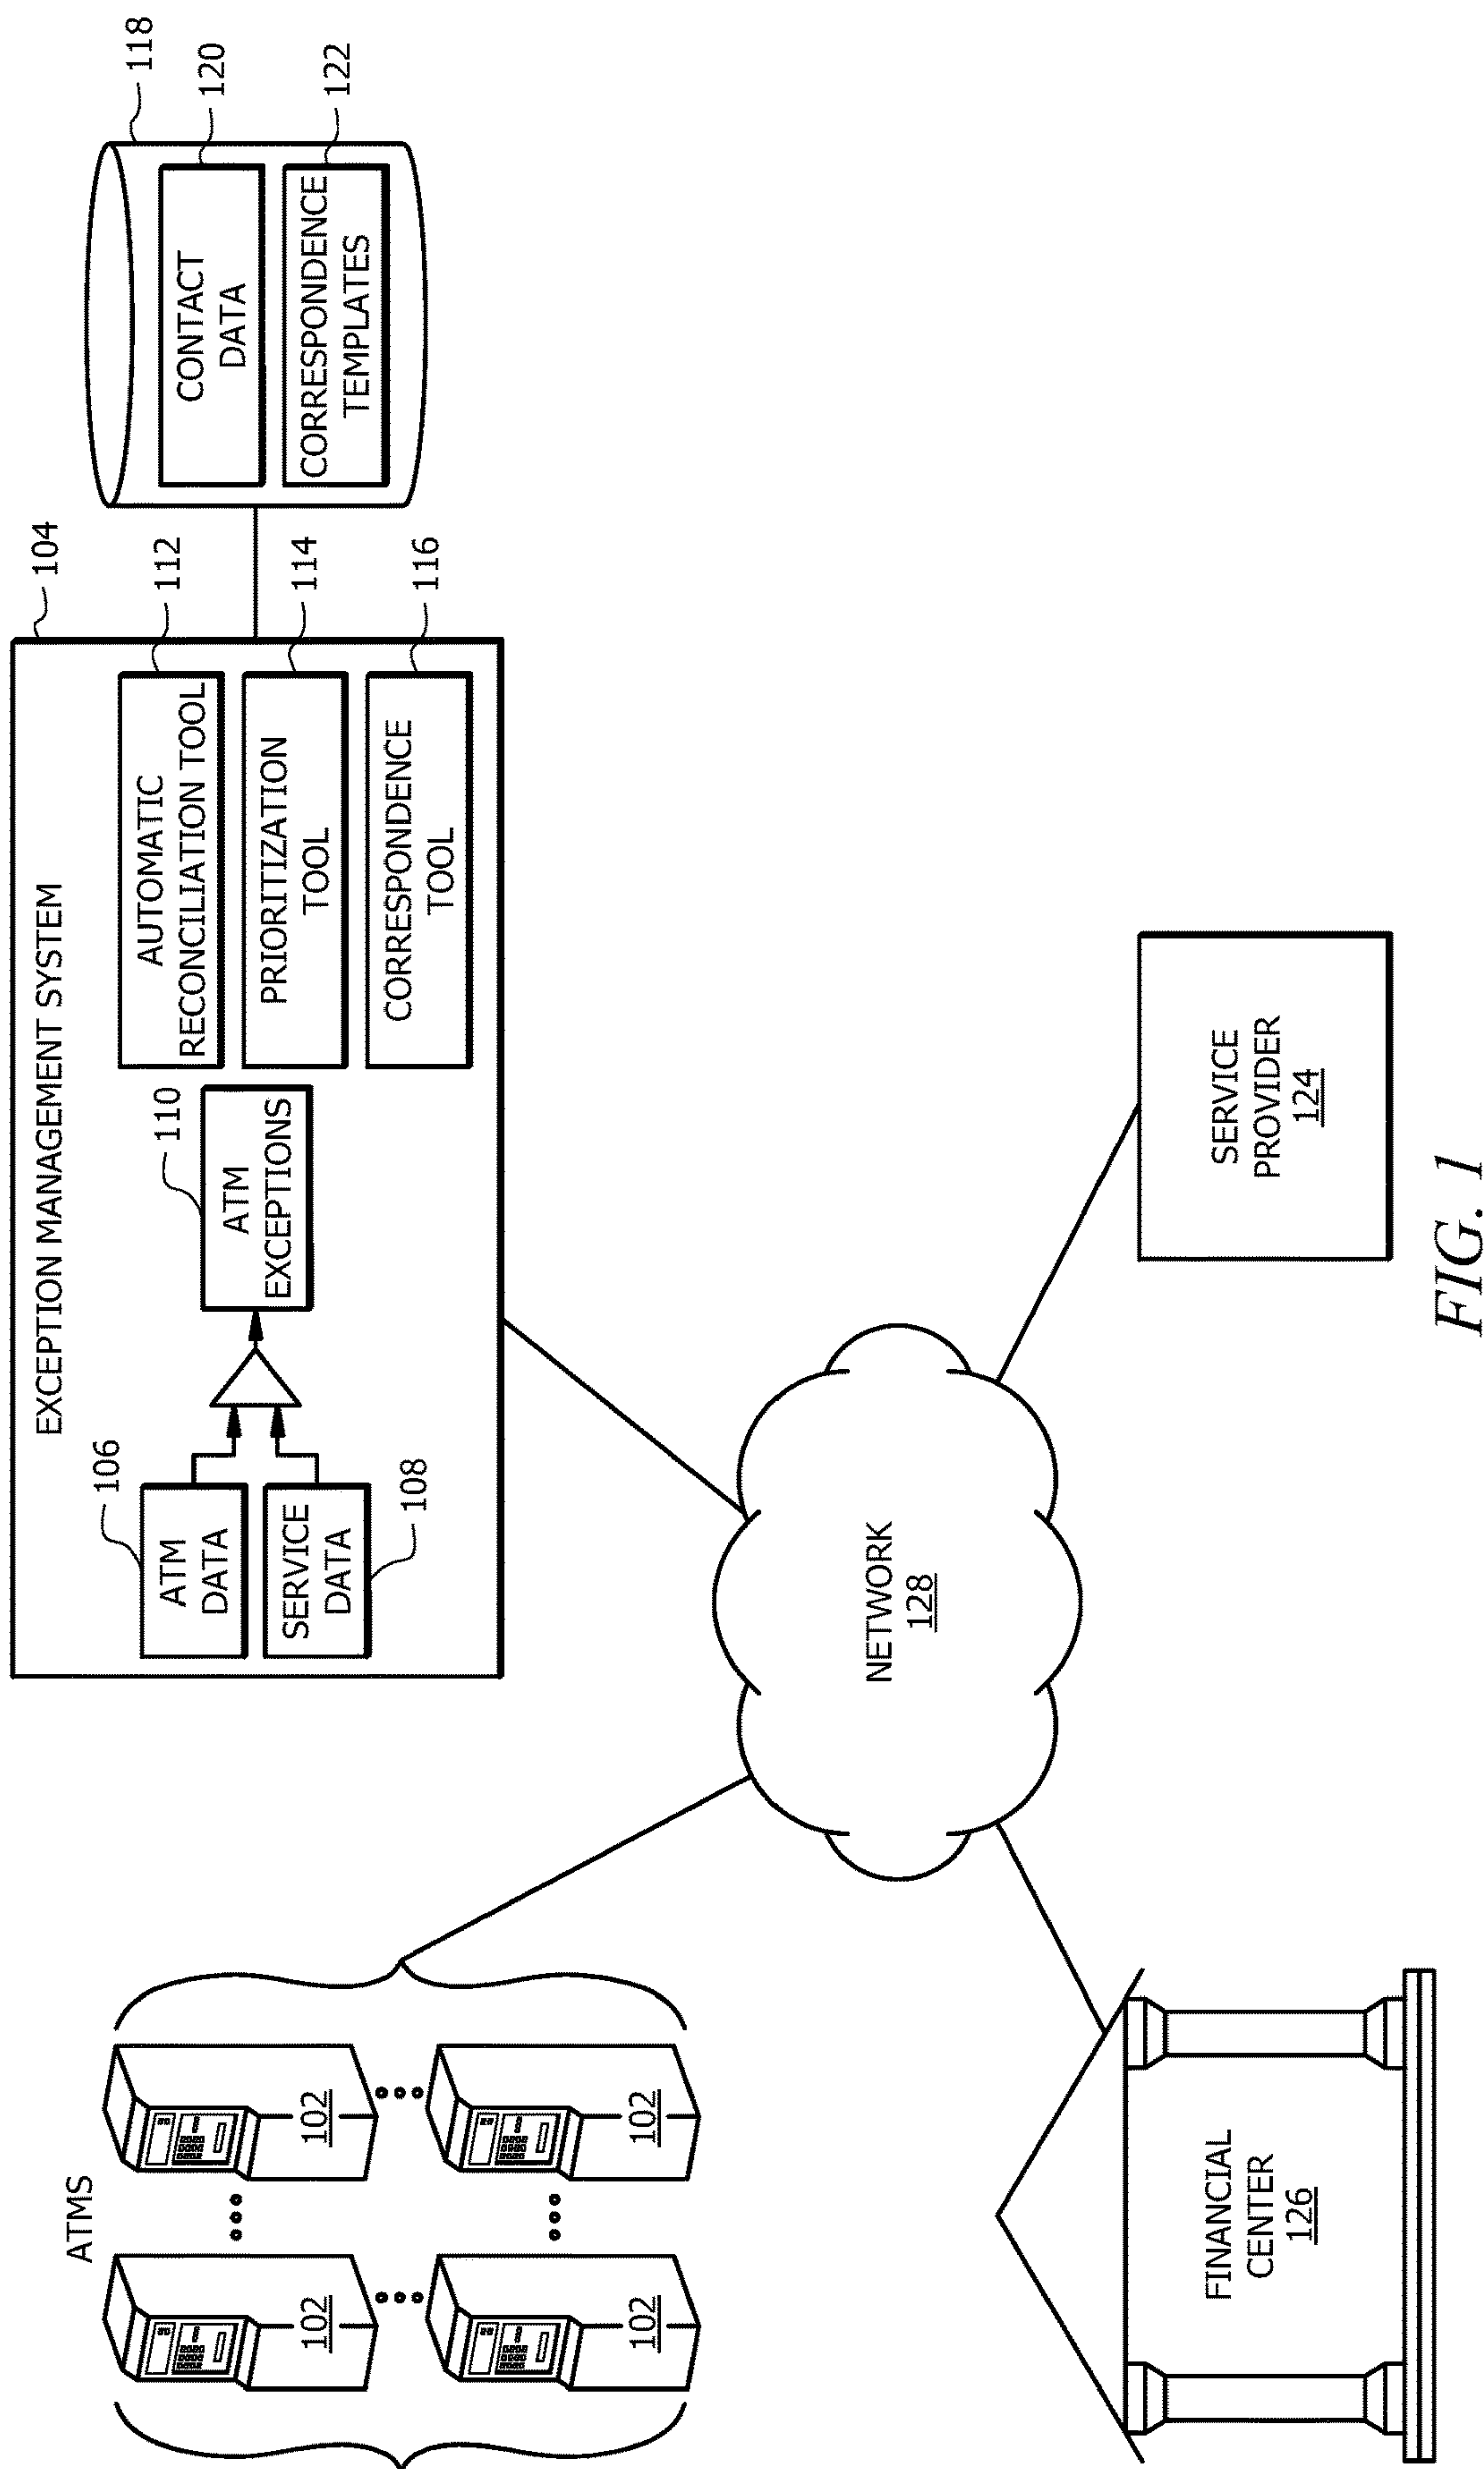 ATMS
102
102
102
102
EXCEPTION MANAGEMENT SYSTEM
104
106
ATM
DATA
SERVICE
DATA
108
110
ATM
EXCEPTIONS
AUTOMATIC
RECONCILIATION TOOL
112
PRIORITIZATION
TOOL
114
CORRESPONDENCE
TOOL
116
118
CONTACT
DATA
120
CORRESPONDENCE
TEMPLATES
122
NETWORK
128
FINANCIAL
CENTER
126
SERVICE
PROVIDER
124
FIG. 1